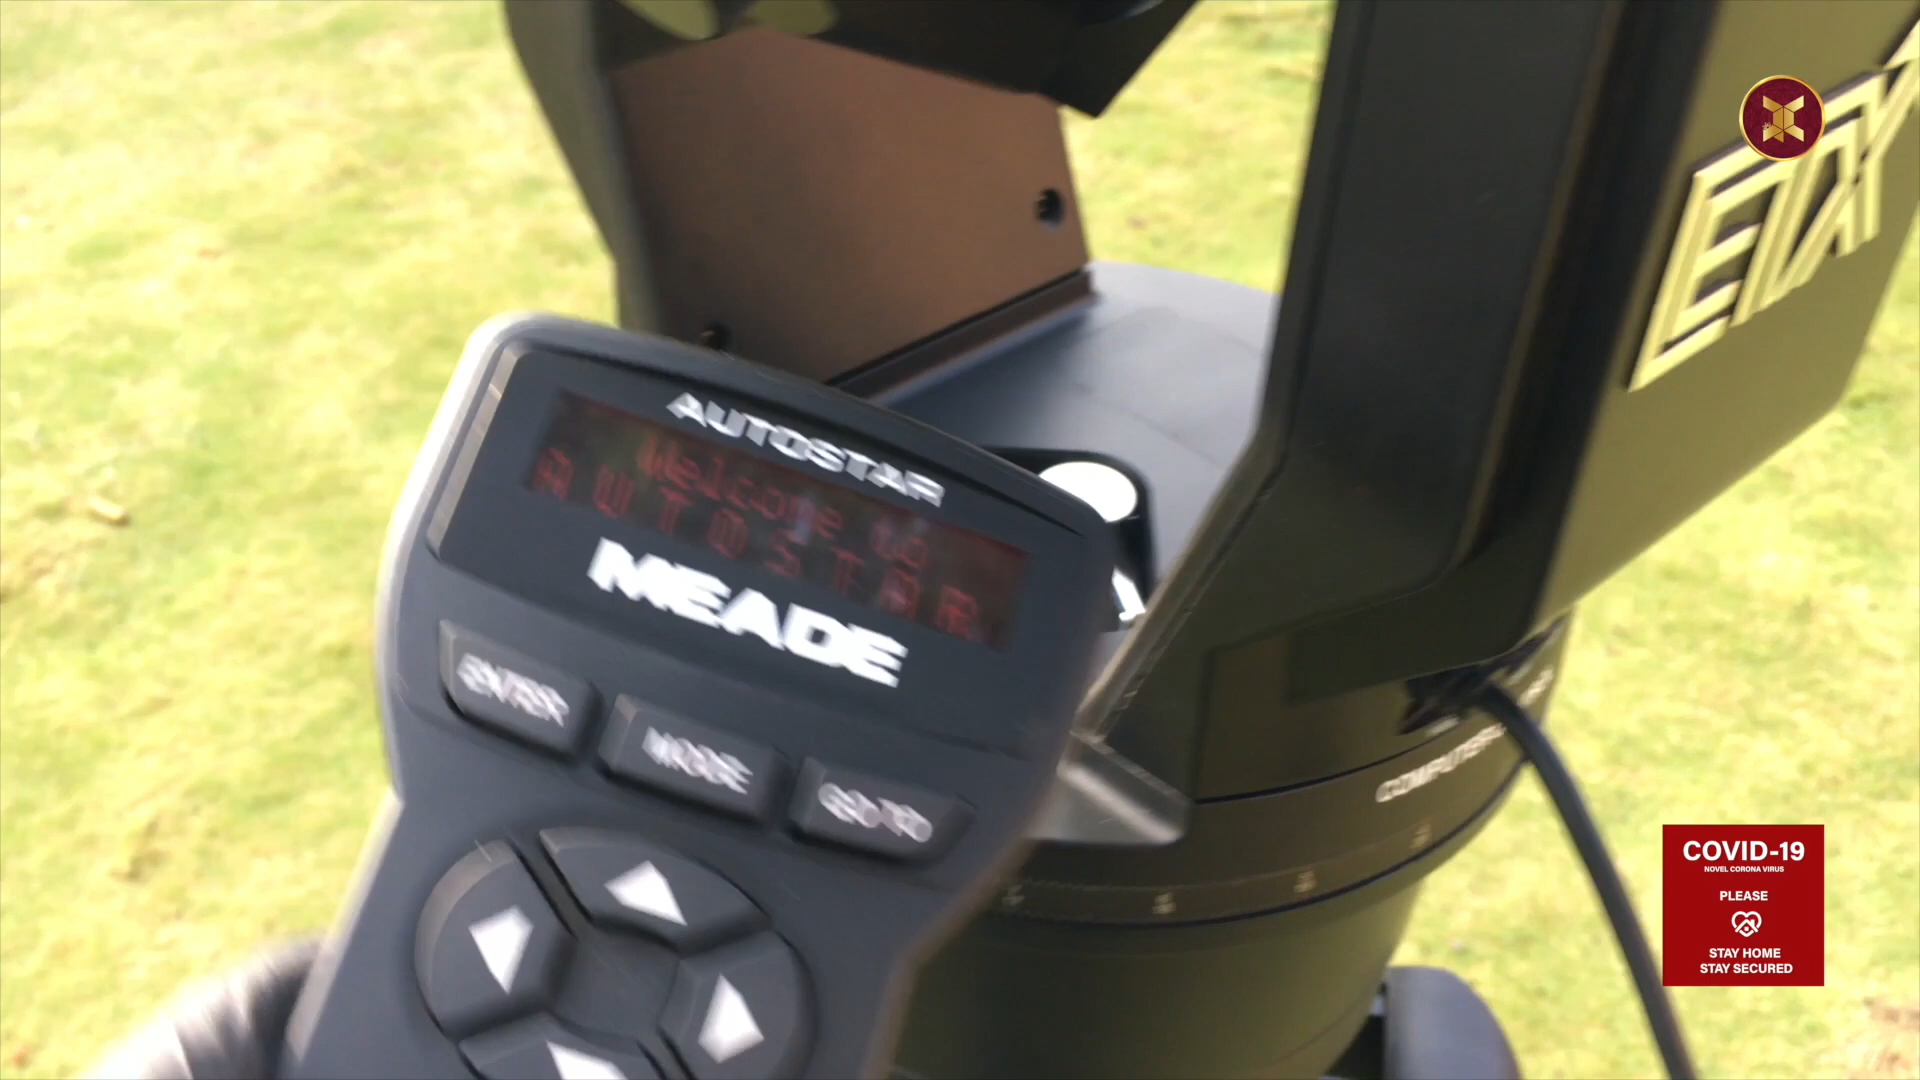 ETX
AUTOSTAR
Welcome to
AUTOSTAR
MEADE
ENTER
MODE
GO TO
COVID-19
NOVEL CORONA VIRUS
PLEASE
STAY HOME
STAY SECURED